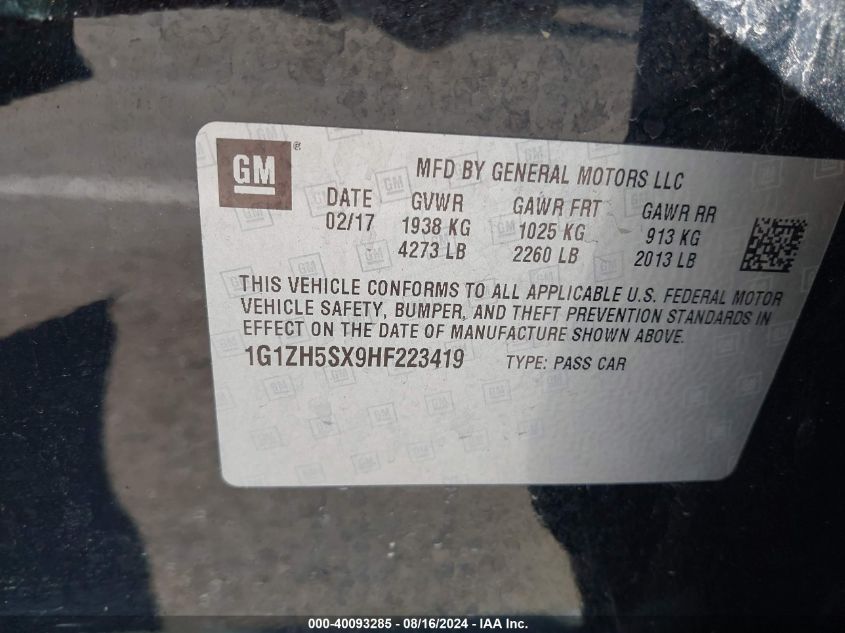 GM ®
MFD BY GENERAL MOTORS LLC
DATE GVWR GAWR FRT GAWR RR
02/17 1938 KG 1025 KG 913 KG
4273 LB 2260 LB 2013 LB
THIS VEHICLE CONFORMS TO ALL APPLICABLE U.S. FEDERAL MOTOR
VEHICLE SAFETY, BUMPER, AND THEFT PREVENTION STANDARDS IN
EFFECT ON THE DATE OF MANUFACTURE SHOWN ABOVE.
1G1ZH5SX9HF223419 TYPE: PASS CAR
000-40093285 - 08/16/2024 - IAA Inc.